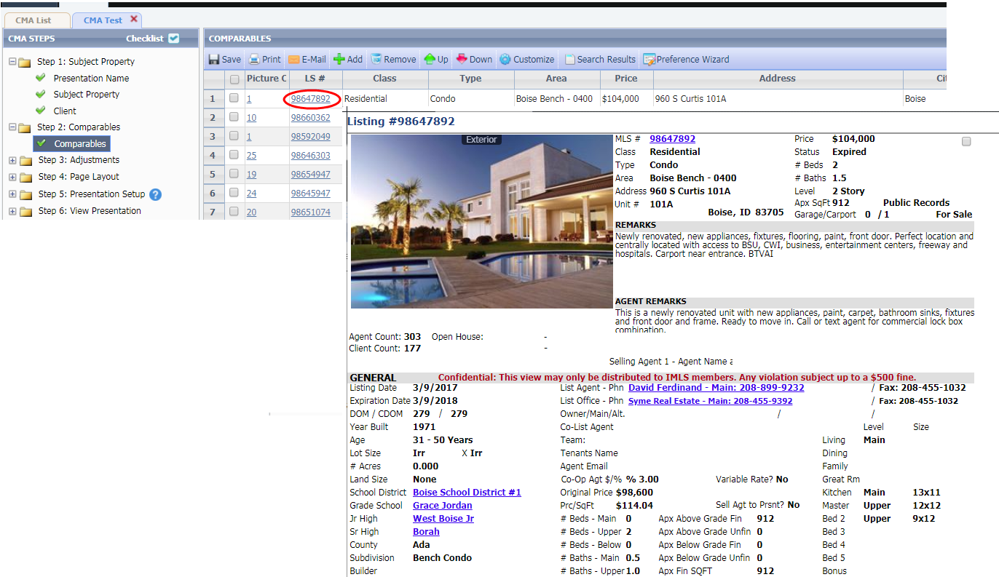 CMA List CMA Test
CMA STEPS Checklist
Step 1: Subject Property
Presentation Name
Subject Property
Client
Step 2: Comparables
Comparables
Step 3: Adjustments
Step 4: Page Layout
Step 5: Presentation Setup ?
Step 6: View Presentation
COMPARABLES
Save Print E-Mail Add Remove Up Down Customize Search Results Preference Wizard
Picture C LS # Class Type Area Price Address Cit
1 1 98647892 Residential Condo Boise Bench - 0400 $104,000 960 S Curtis 101A Boise
2 10 98660362
3 1 98592049
4 25 98646303
5 19 98654947
6 24 98645947
7 20 98651074
Listing #98647892
Exterior
MLS # 98647892 Price $104,000
Class Residential Status Expired
Type Condo # Beds 2
Area Boise Bench - 0400 # Baths 1.5
Address 960 S Curtis 101A Level 2 Story
Unit # 101A Apx SqFt 912 Public Records
Boise, ID 83705 Garage/Carport 0 / 1 For Sale
REMARKS
Newly renovated, new appliances, fixtures, flooring, paint, front door. Perfect location and
centrally located with access to BSU, CWI, business, entertainment centers, freeway and
hospitals. Carport near entrance. BTVAI
AGENT REMARKS
This is a newly renovated unit with new appliances, paint, carpet, bathroom sinks, fixtures
and front door and frame. Ready to move in. Call or text agent for commercial lock box
combination.
Agent Count: 303 Open House: -
Client Count: 177 -
Selling Agent 1 - Agent Name a
GENERAL Confidential: This view may only be distributed to IMLS members. Any violation subject up to a $500 fine.
Listing Date 3/9/2017 List Agent - Phn David Ferdinand - Main: 208-899-9232 / Fax: 208-455-1032
Expiration Date 3/9/2018 List Office - Phn Syme Real Estate - Main: 208-455-9392 / Fax: 208-455-1032
DOM / CDOM 279 / 279 Owner/Main/Alt. / /
Year Built 1971 Co-List Agent Level Size
Age 31 - 50 Years Team: Living Main
Lot Size Irr X Irr Tenants Name Dining
# Acres 0.000 Agent Email Family
Land Size None Co-Op Agt $/% % 3.00 Variable Rate? No Great Rm
School District Boise School District #1 Original Price $98,600 Kitchen Main 13x11
Grade School Grace Jordan Prc/SqFt $114.04 Sell Agt to Prsnt? No Master Upper 12x12
Jr High West Boise Jr # Beds - Main 0 Apx Above Grade Fin 912 Bed 2 Upper 9x12
Sr High Borah # Beds - Upper 2 Apx Above Grade Unfin 0 Bed 3
County Ada # Beds - Below 0 Apx Below Grade Fin 0 Bed 4
Subdivision Bench Condo # Baths - Main 0.5 Apx Below Grade Unfin 0 Bed 5
Builder # Baths - Upper 1.0 Apx Fin SQFT 912 Bonus